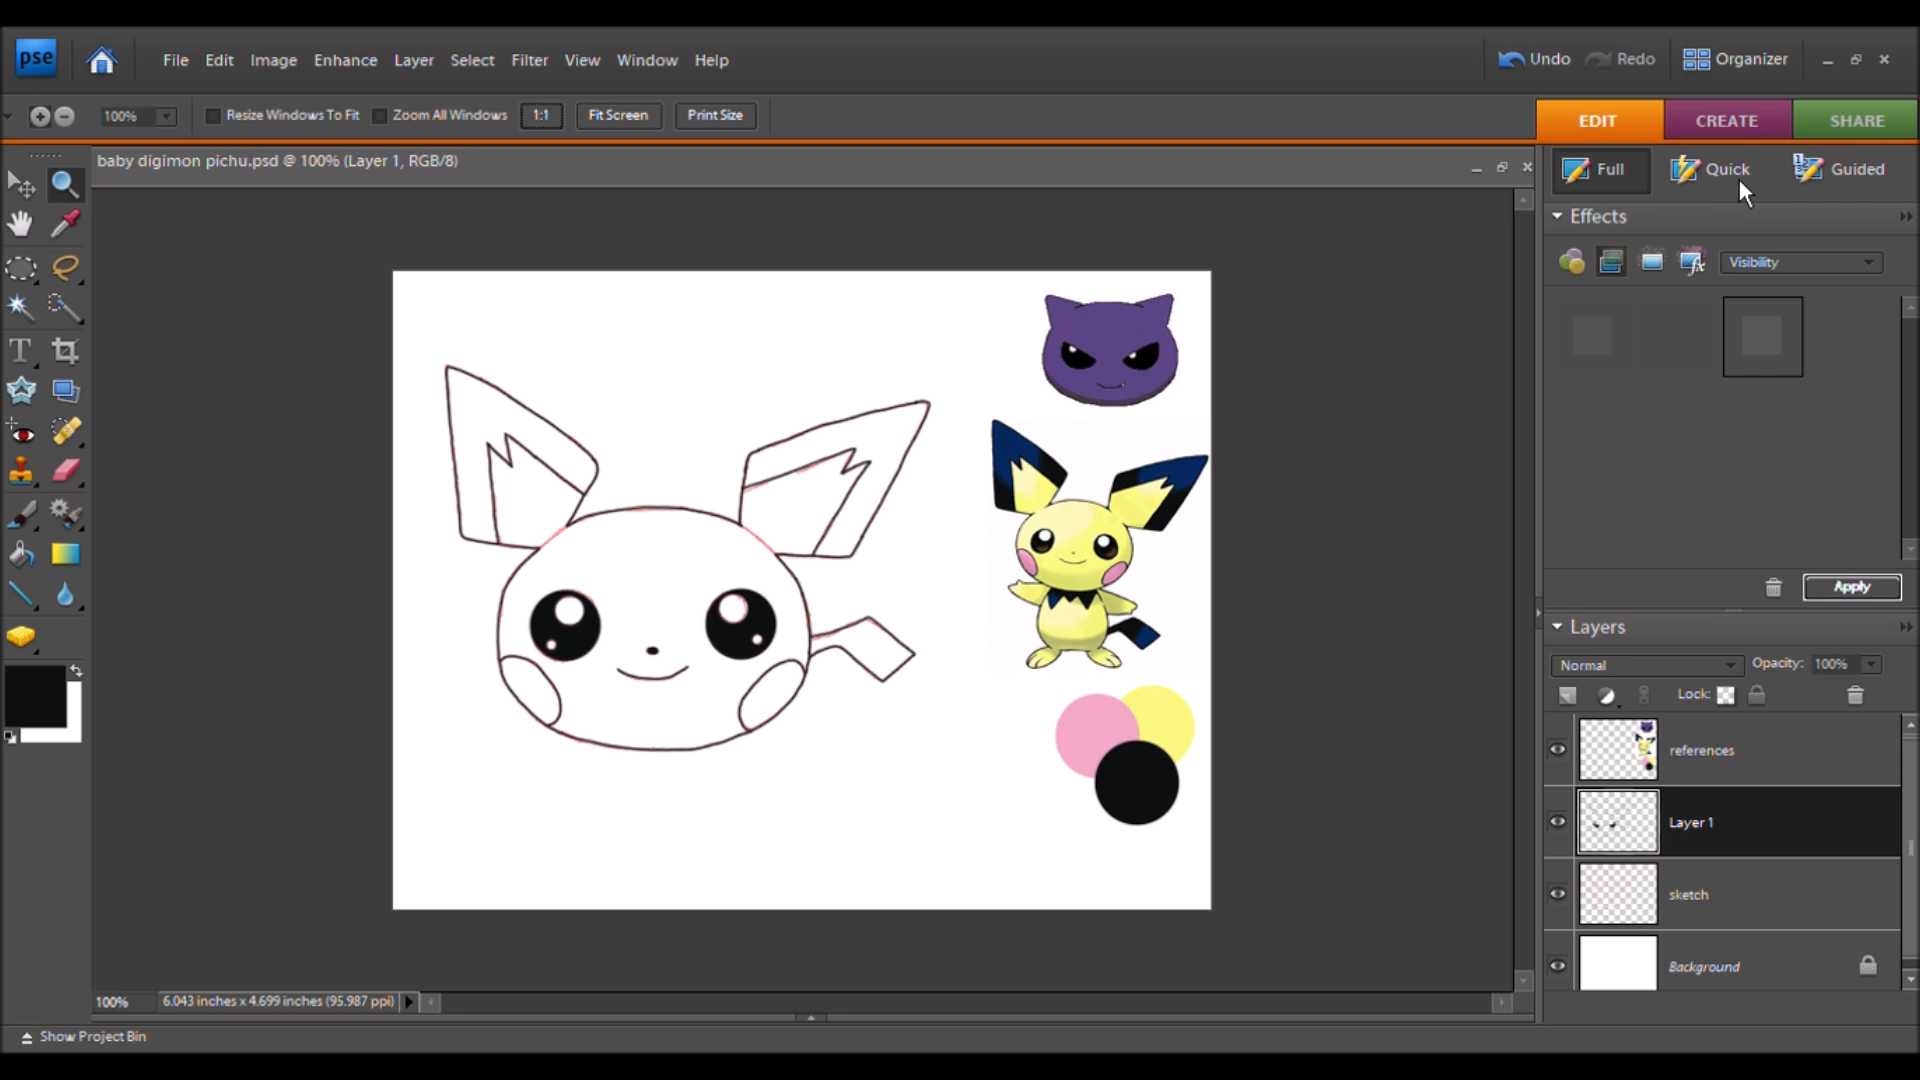 pse File Edit Image Enhance Layer Select Filter View Window Help Undo Redo Organizer
100% Resize Windows To Fit Zoom All Windows 1:1 Fit Screen Print Size
EDIT CREATE SHARE
baby digimon pichu.psd @ 100% (Layer 1, RGB/8)
Full Quick Guided
Effects
Visibility
Apply
Layers
Normal Opacity: 100%
Lock:
references
Layer 1
sketch
Background
100% 6.043 inches x 4.699 inches (95.987 ppi)
Show Project Bin